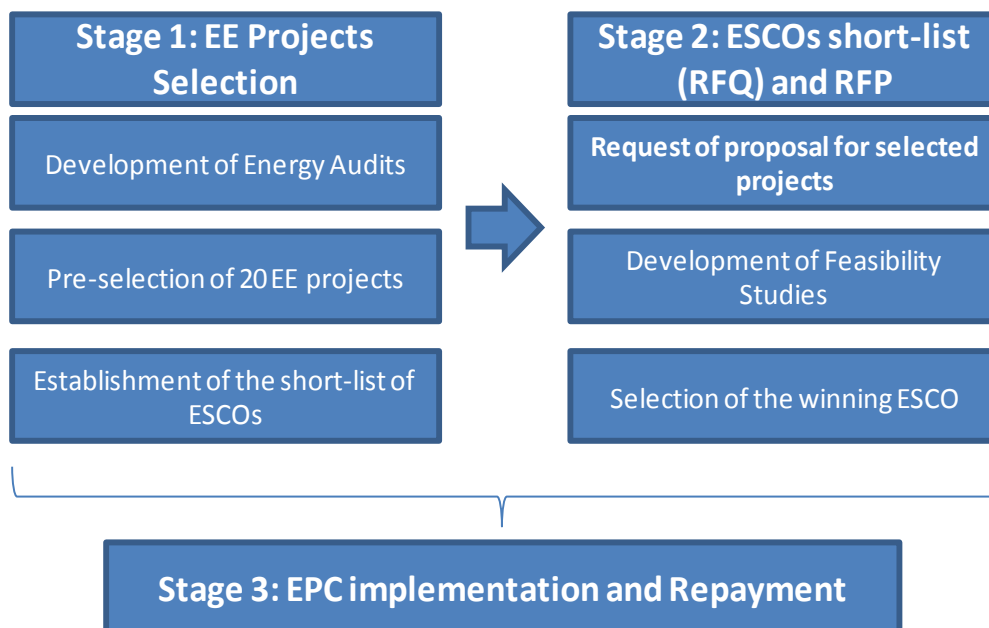 Stage 1: EE Projects
Selection
Development of Energy Audits
Pre-selection of 20 EE projects
Establishment of the short-list of
ESCOs
Stage 2: ESCOs short-list
(RFQ) and RFP
Request of proposal for selected
projects
Development of Feasibility
Studies
Selection of the winning ESCO
Stage 3: EPC implementation and Repayment